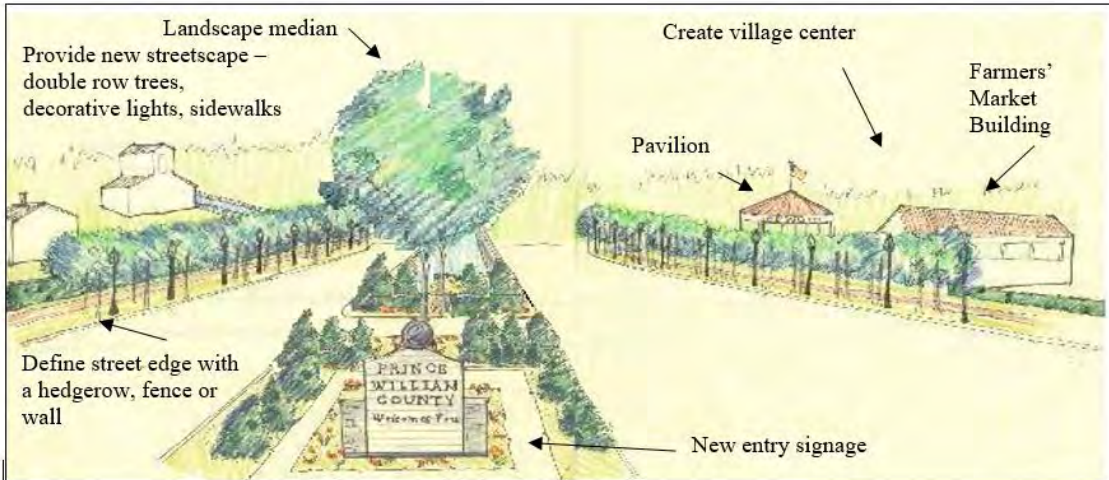 Landscape median
Provide new streetscape –
double row trees,
decorative lights, sidewalks
Create village center
Farmers’
Market
Building
Pavilion
Define street edge with
a hedgerow, fence or
wall
PRINCE
WILLIAN
COUNTY
Welcomes You
New entry signage